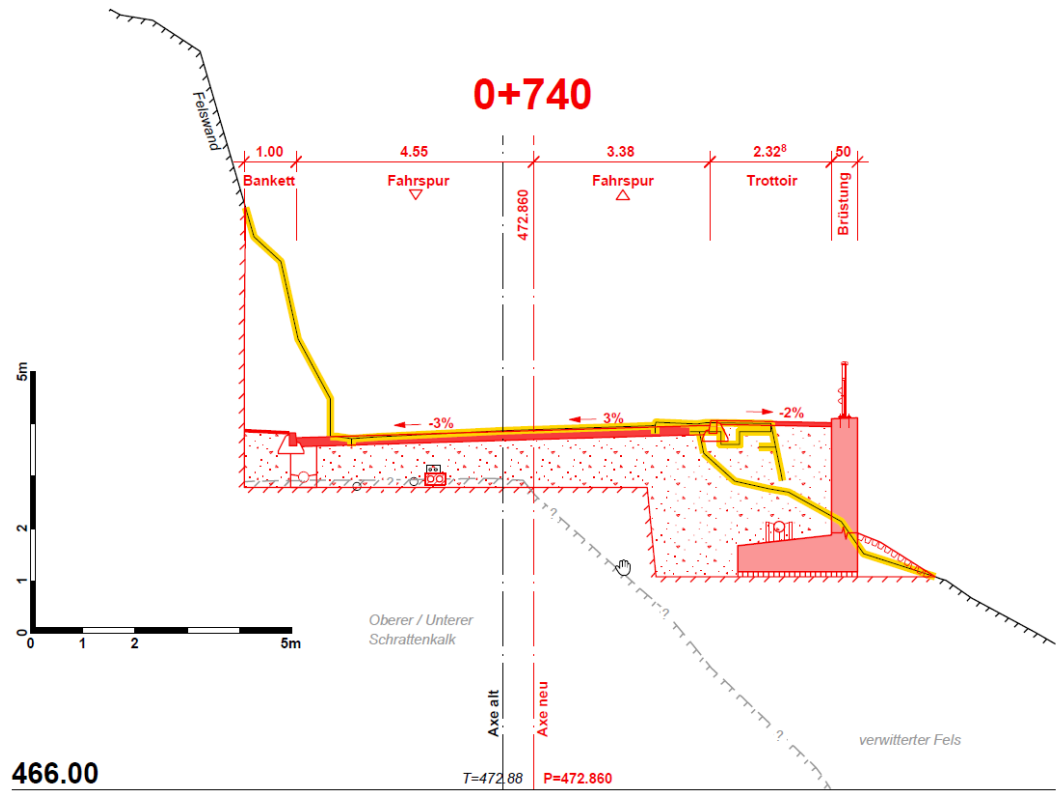 0+740
Felswand
1.00
4.55
3.38
2.32⁸
50
Bankett
Fahrspur
Fahrspur
Trottoir
Brüstung
472.860
5m
2
1
0
-3%
3%
-2%
?
?
?
?
?
?
0
1
2
5m
Oberer / Unterer
Schrattenkalk
Axe alt
Axe neu
verwitterter Fels
466.00
T=472.88
P=472.860